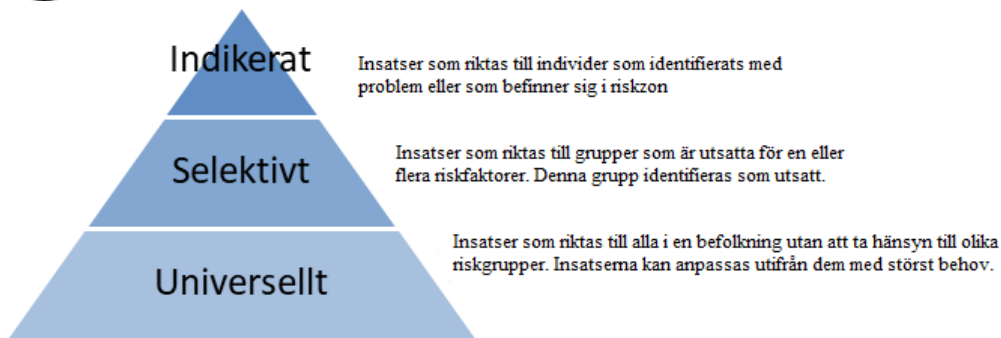 Indikerat
Insatser som riktas till individer som identifierats med
problem eller som befinner sig i riskzon
Selektivt
Insatser som riktas till grupper som är utsatta för en eller
flera riskfaktorer. Denna grupp identifieras som utsatt.
Universellt
Insatser som riktas till alla i en befolkning utan att ta hänsyn till olika
riskgrupper. Insatserna kan anpassas utifrån dem med störst behov.